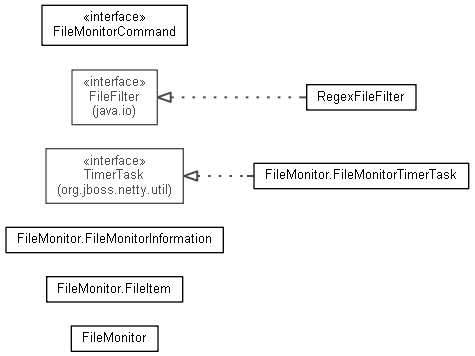 «interface»
FileMonitorCommand
«interface»
FileFilter
(java.io)
RegexFileFilter
«interface»
TimerTask
(org.jboss.netty.util)
FileMonitor.FileMonitorTimerTask
FileMonitor.FileMonitorInformation
FileMonitor.FileItem
FileMonitor